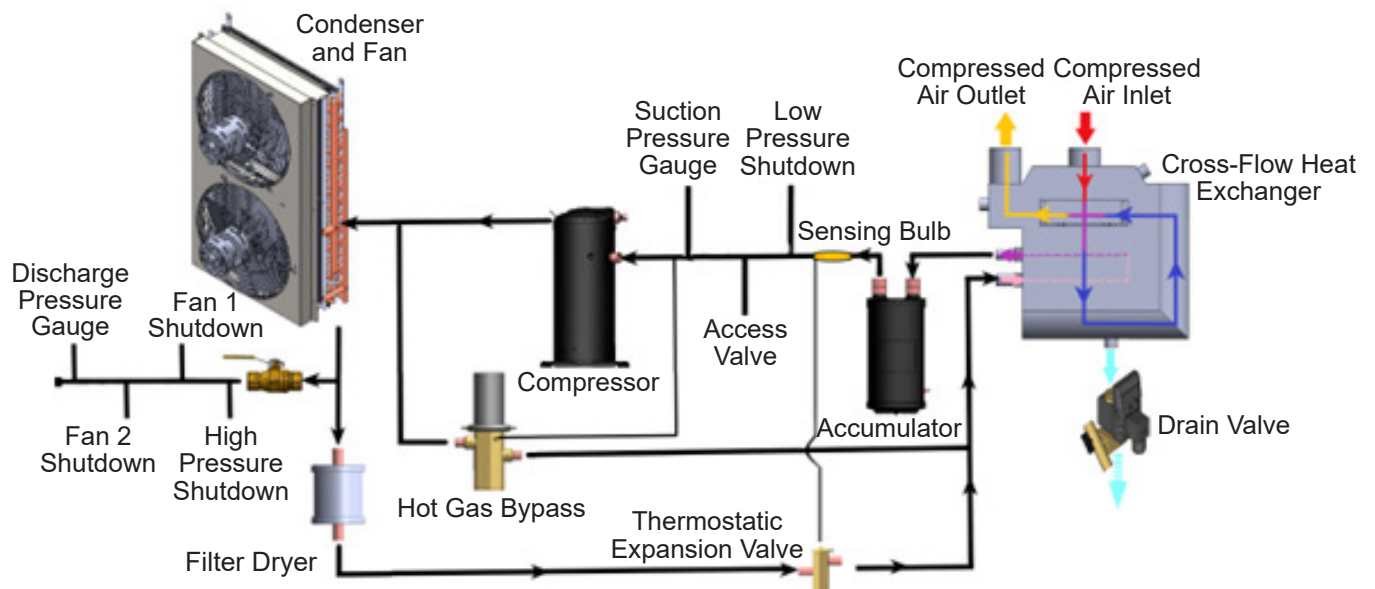 Condenser
and Fan
Compressed
Air Outlet
Compressed
Air Inlet
Suction
Pressure
Gauge
Low
Pressure
Shutdown
Cross-Flow Heat
Exchanger
Sensing Bulb
Discharge
Pressure
Gauge
Fan 1
Shutdown
Access
Valve
Compressor
Accumulator
Drain Valve
Fan 2
Shutdown
High
Pressure
Shutdown
Hot Gas Bypass
Thermostatic
Expansion Valve
Filter Dryer